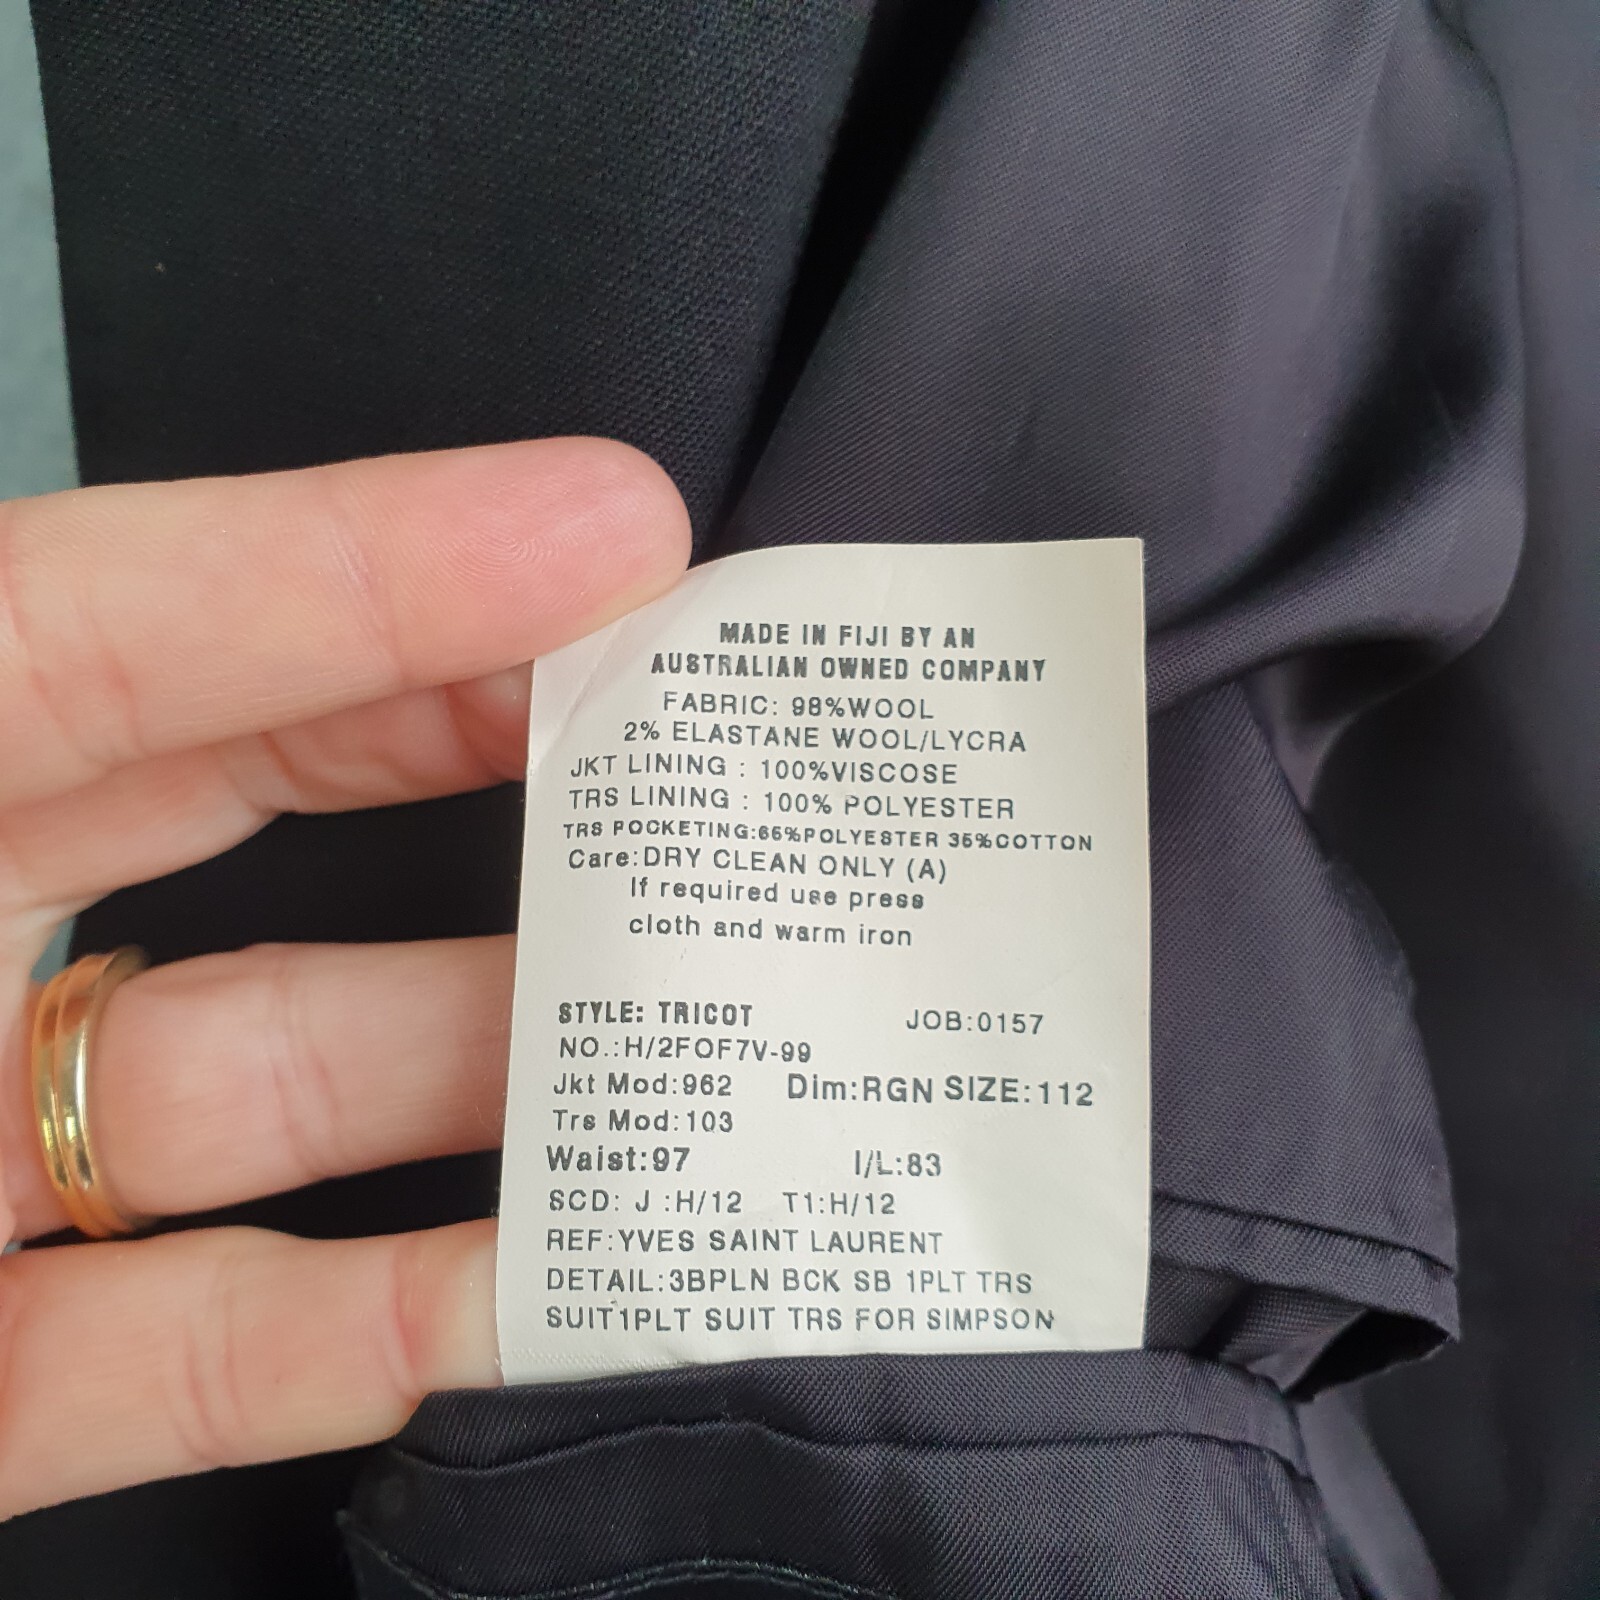 MADE IN FIJI BY AN
AUSTRALIAN OWNED COMPANY
FABRIC: 98%WOOL
2% ELASTANE WOOL/LYCRA
JKT LINING : 100%VISCOSE
TRS LINING : 100% POLYESTER
TRS POCKETING:65%POLYESTER 35%COTTON
Care:DRY CLEAN ONLY (A)
If required use press
cloth and warm iron
STYLE: TRICOT JOB:0157
NO.:H/2FOF7V-99
Jkt Mod:962 Dim:RGN SIZE:112
Trs Mod:103
Waist:97 I/L:83
SCD: J :H/12 T1:H/12
REF:YVES SAINT LAURENT
DETAIL:3BPLN BCK SB 1PLT TRS
SUIT1PLT SUIT TRS FOR SIMPSON